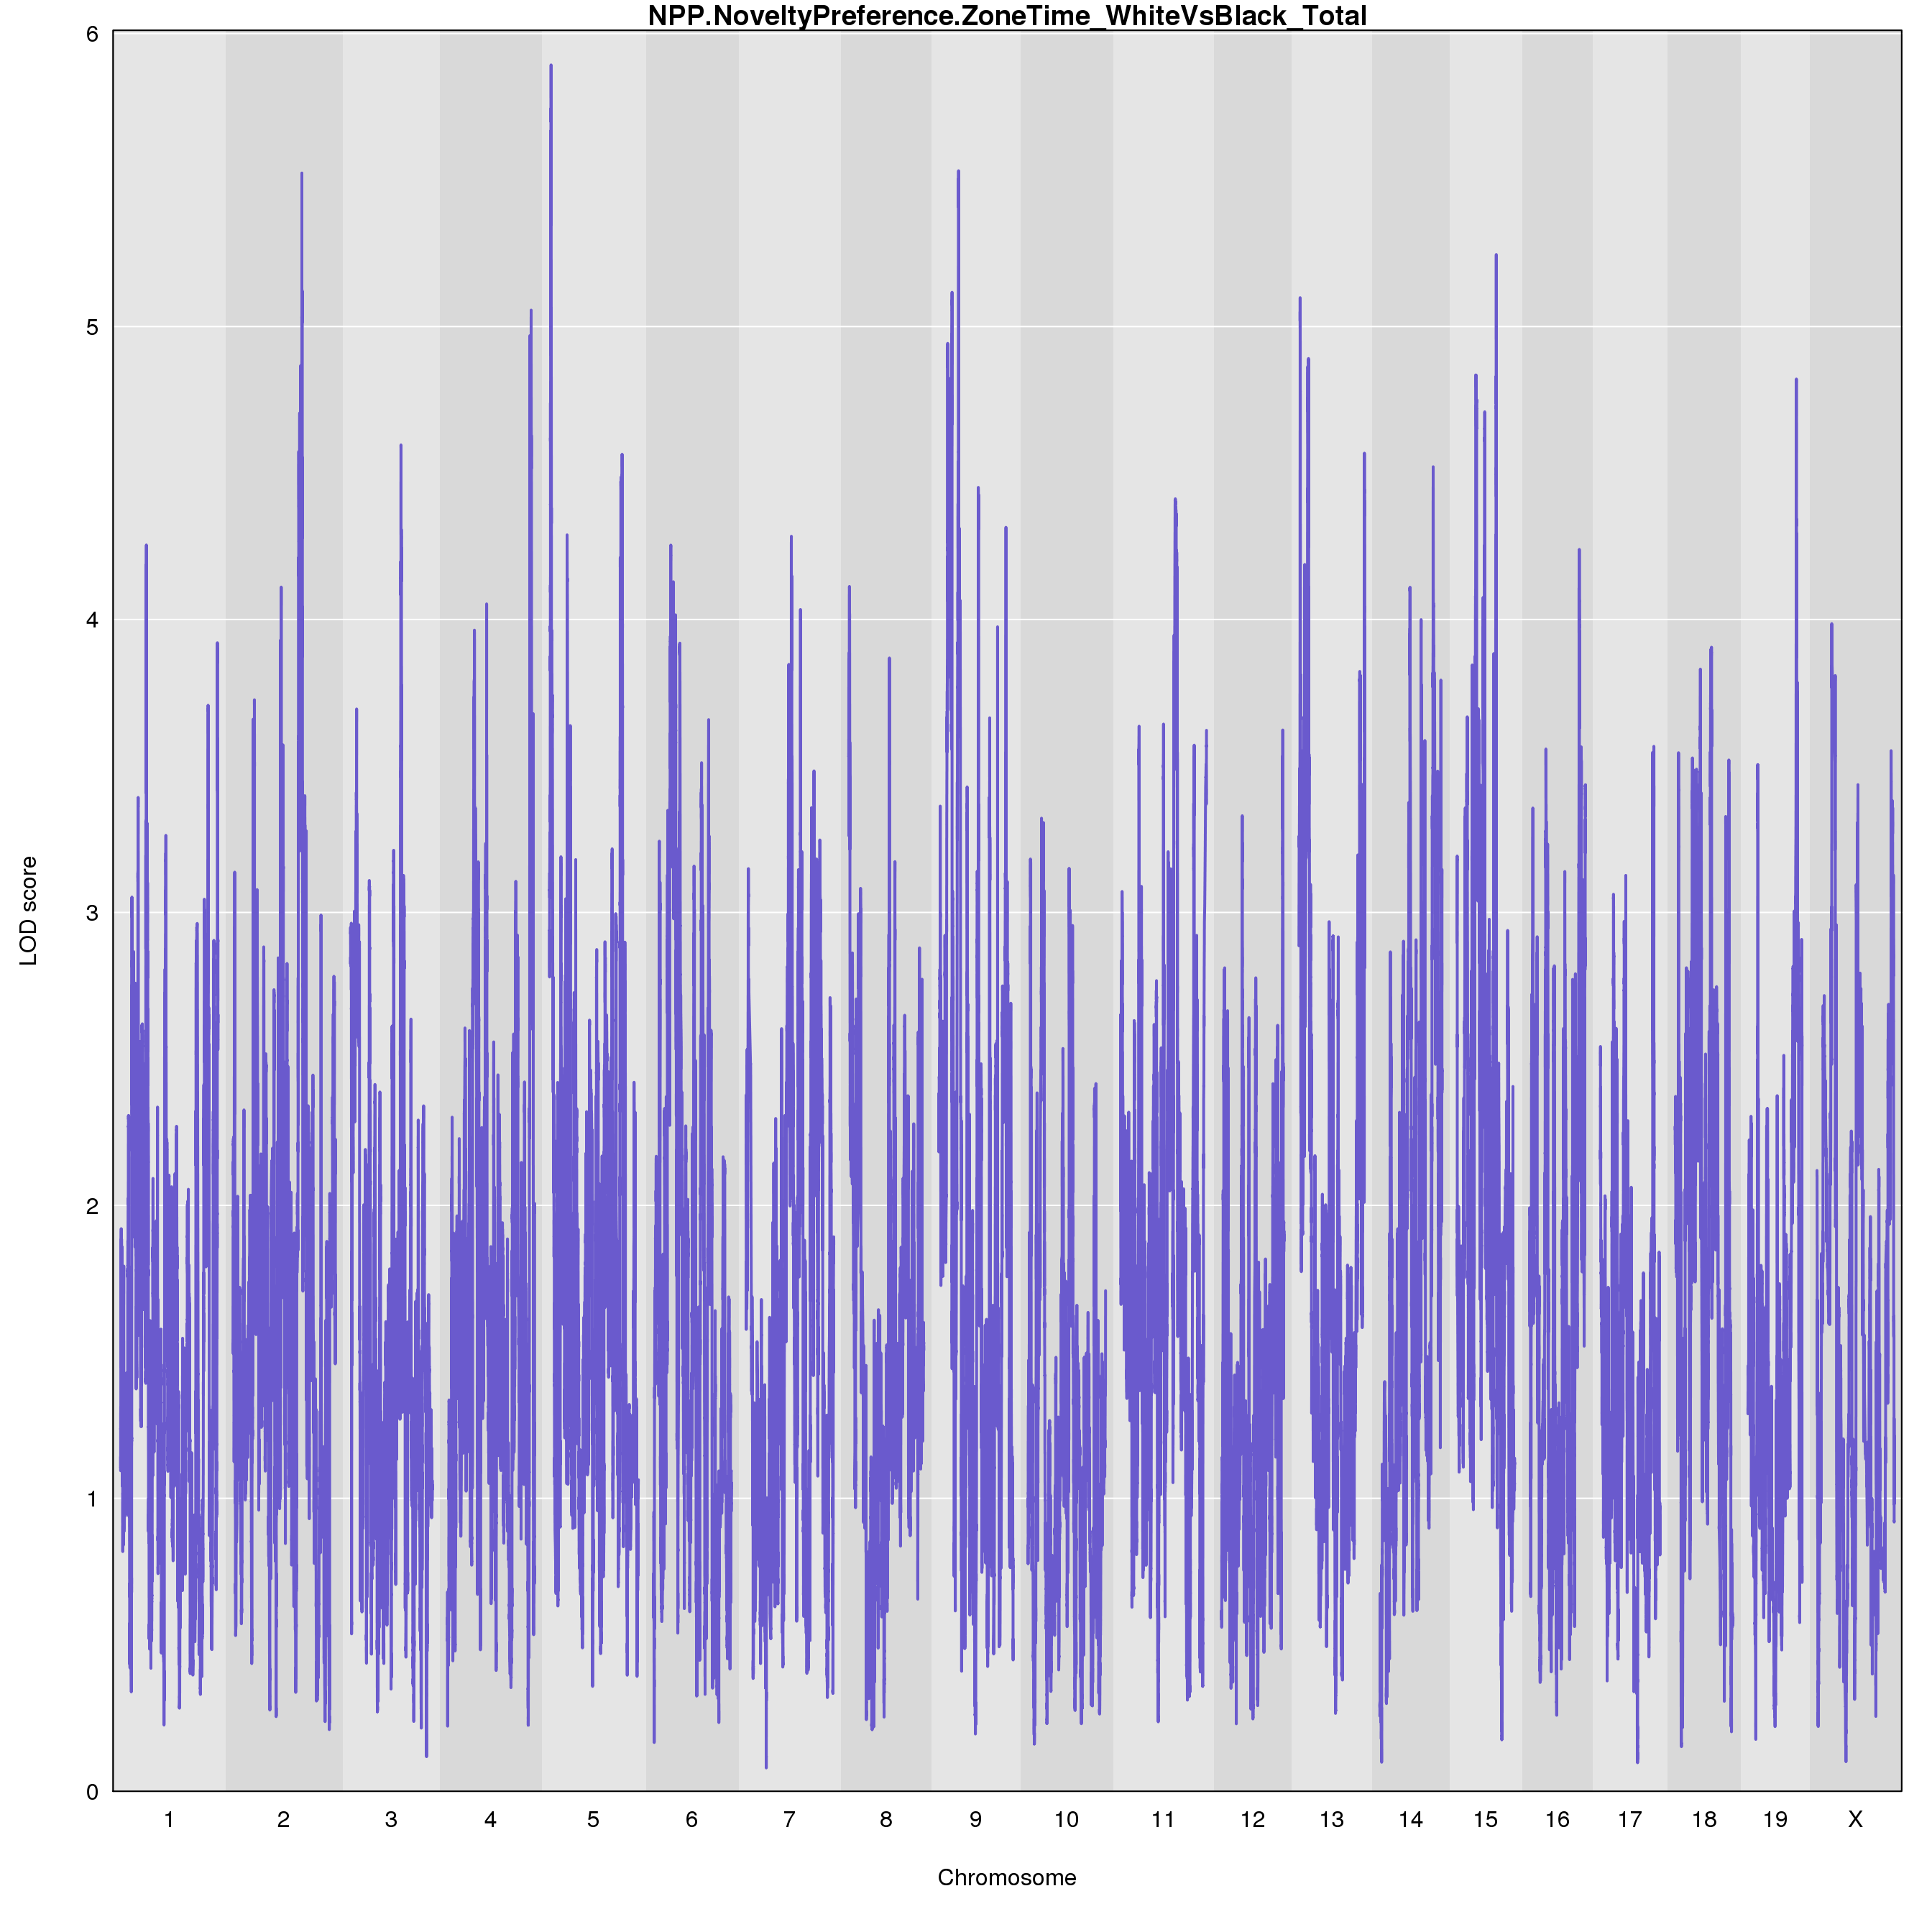 NPP.NoveltyPreference.ZoneTime_WhiteVsBlack_Total
6
5
4
3
2
1
0
LOD score
1 2 3 4 5 6 7 8 9 10 11 12 13 14 15 16 17 18 19 X
Chromosome